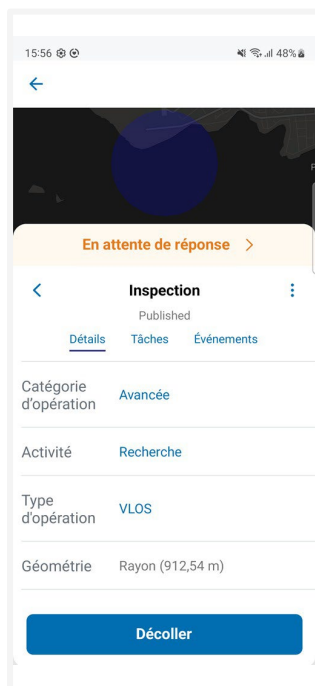 15:56 48%
En attente de réponse
Inspection
Published
Détails Tâches Événements
Catégorie
d'opération Avancée
Activité Recherche
Type
d'opération VLOS
Géométrie Rayon (912,54 m)
Décoller